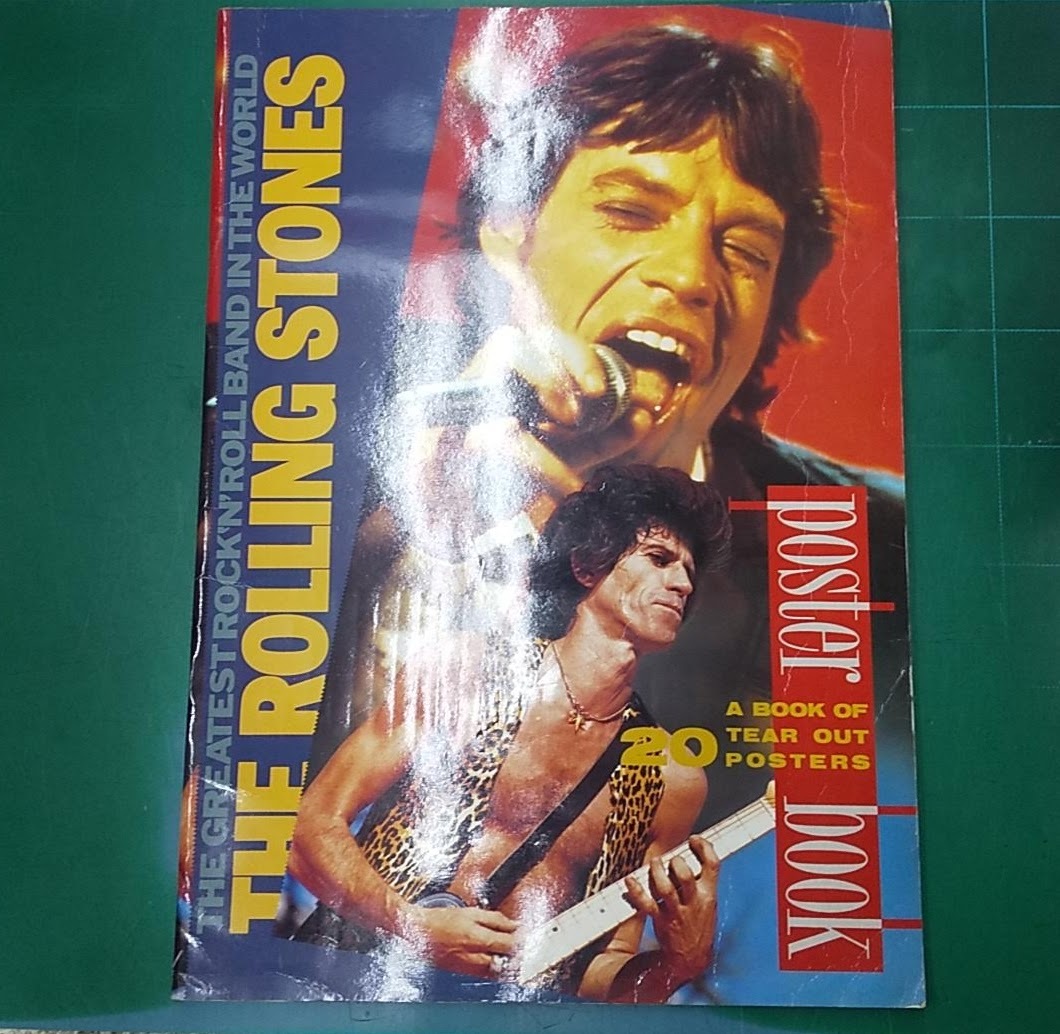 THE GREATEST ROCK'N'ROLL BAND IN THE WORLD
THE ROLLING STONES
poster book
20
A BOOK OF
TEAR OUT
POSTERS